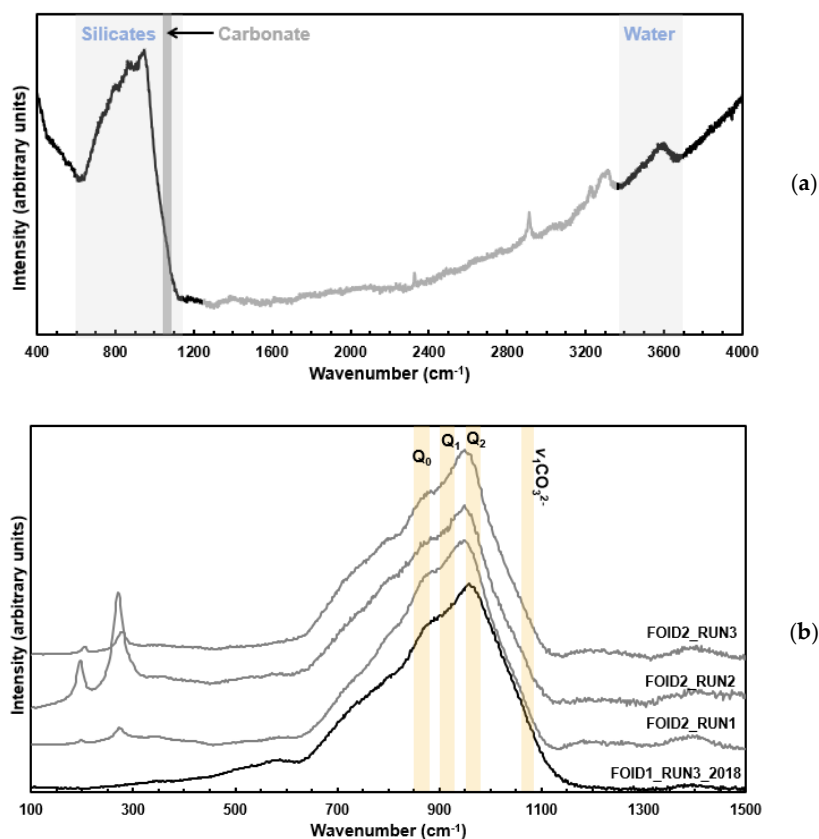 Silicates
Carbonate
Water
Intensity (arbitrary units)
(a)
400 800 1200 1600 2000 2400 2800 3200 3600 4000
Wavenumber (cm⁻¹)
Q₀ Q₁ Q₂ ν₁CO₃²⁻
Intensity (arbitrary units)
FOID2_RUN3
(b)
FOID2_RUN2
FOID2_RUN1
FOID1_RUN3_2018
100 300 500 700 900 1100 1300 1500
Wavenumber (cm⁻¹)